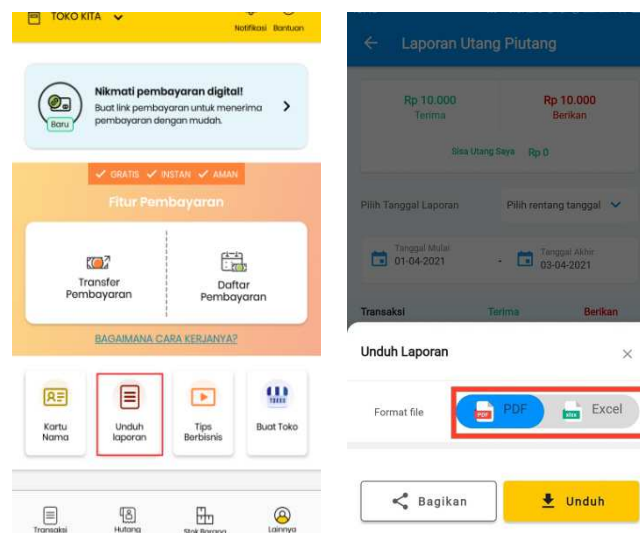 TOKO KITA
Notifikasi Bantuan
Nikmati pembayaran digital!
Buat link pembayaran untuk menerima
pembayaran dengan mudah.
Baru
GRATIS INSTAN AMAN
Fitur Pembayaran
Transfer
Pembayaran
Daftar
Pembayaran
BAGAIMANA CARA KERJANYA?
Kartu
Nama
Unduh
laporan
Tips
Berbisnis
TOKO
Buat Toko
Transaksi
Hutang
Stok Barang
Lainnya
Laporan Utang Piutang
Rp 10.000
Terima
Rp 10.000
Berikan
Sisa Utang Saya Rp 0
Pilih Tanggal Laporan
Pilih rentang tanggal
Tanggal Mulai
01-04-2021
-
Tanggal Akhir
03-04-2021
Transaksi Terima Berikan
Unduh Laporan
Format file
PDF
PDF
xlsx
Excel
Bagikan
Unduh